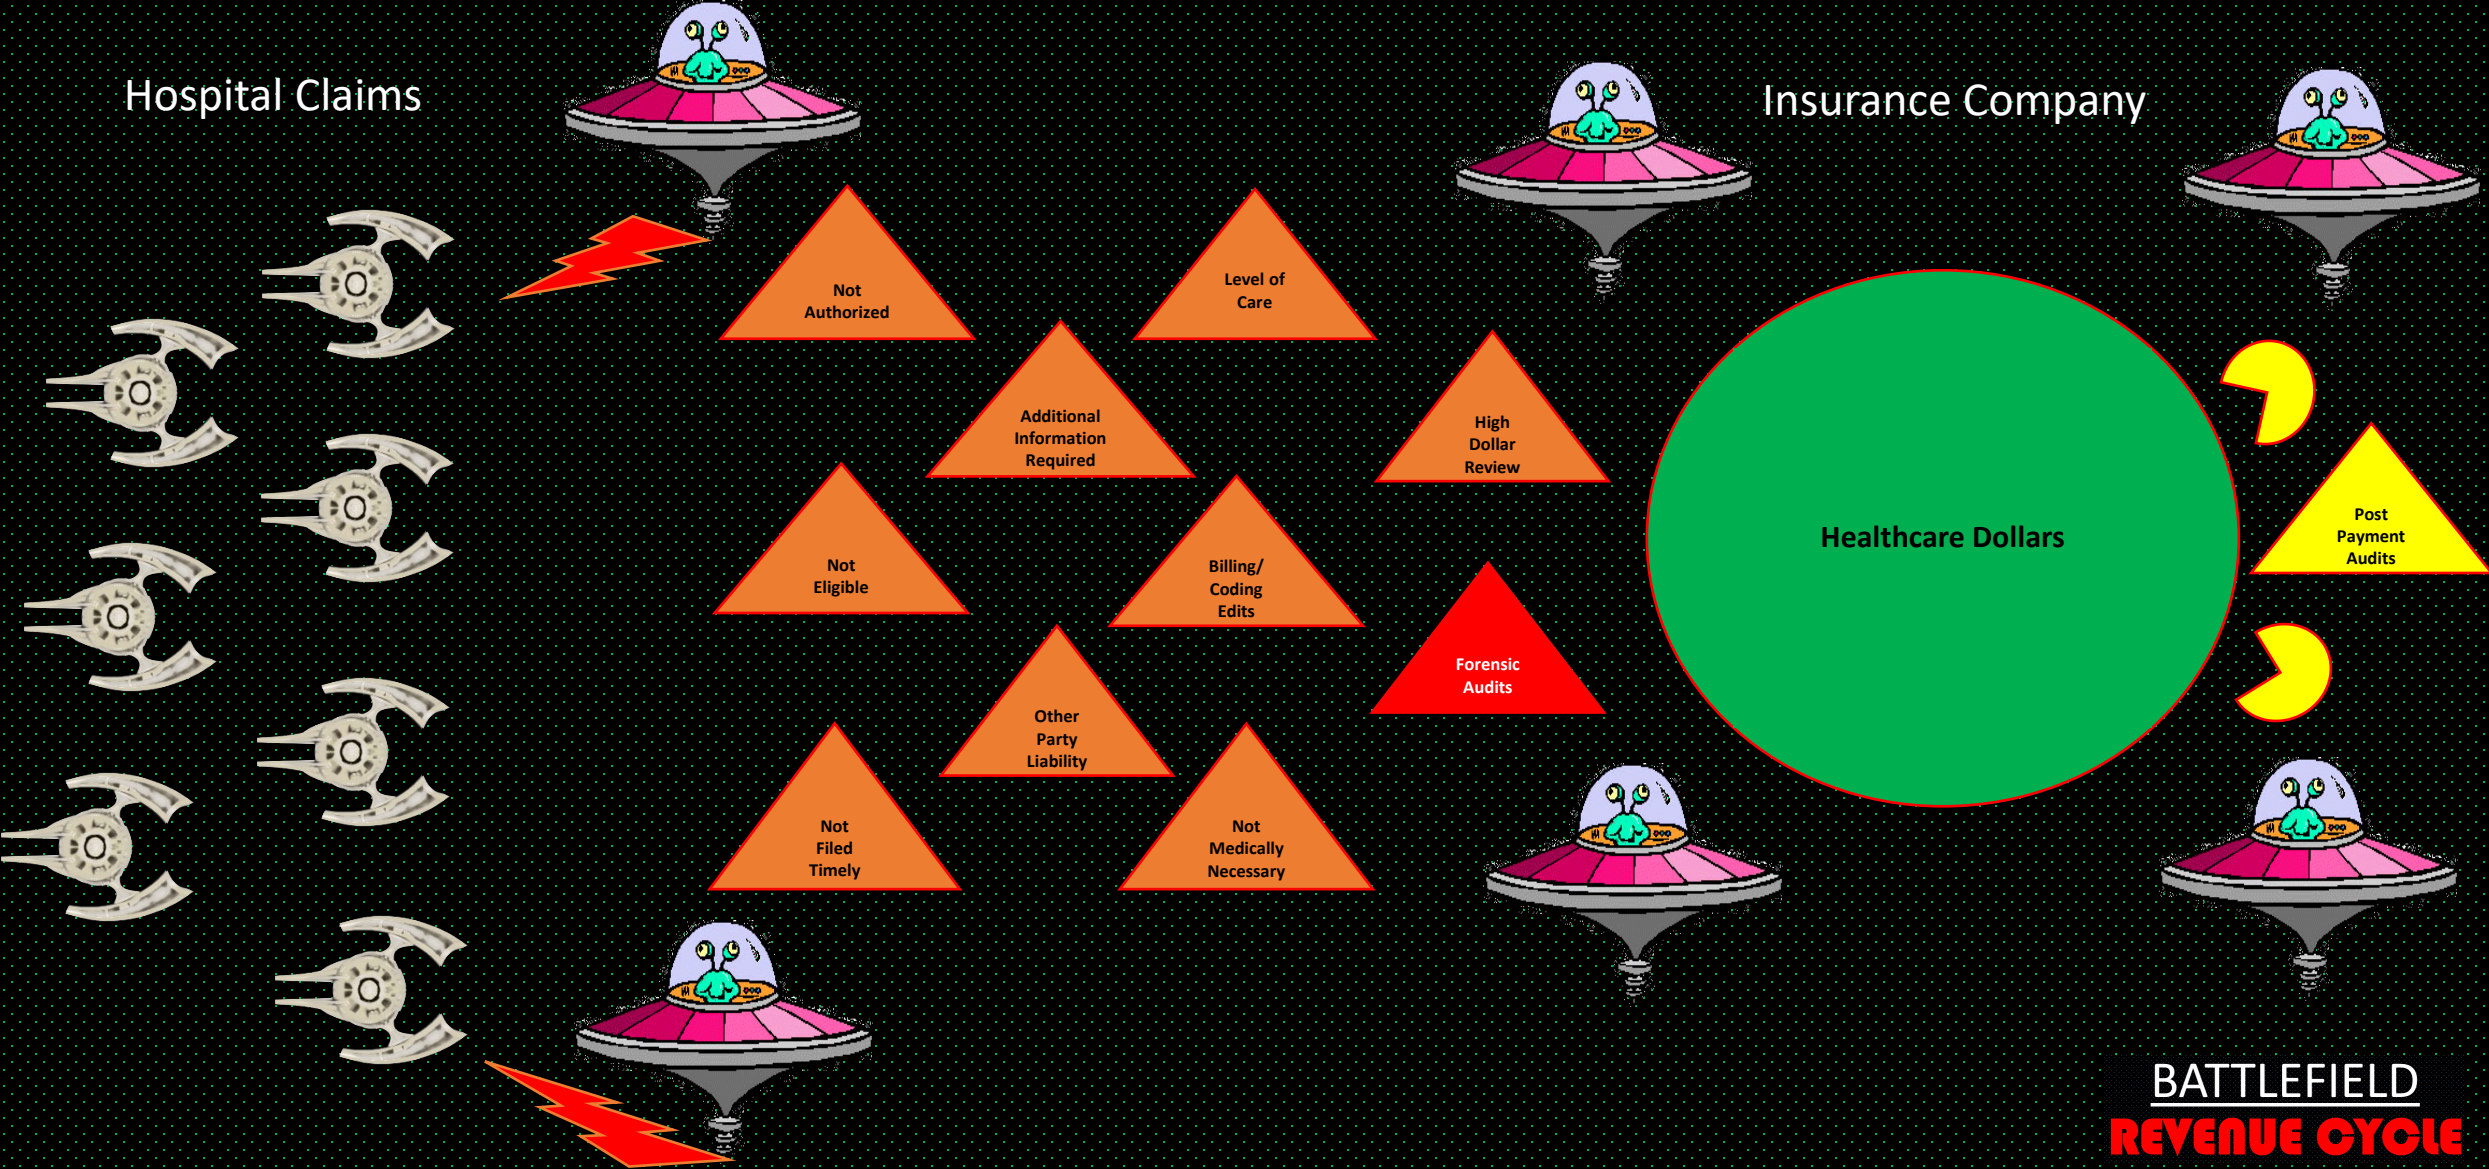 Hospital Claims
Insurance Company
Not
Authorized
Level of
Care
Additional
Information
Required
High
Dollar
Review
Not
Eligible
Billing/
Coding
Edits
Healthcare Dollars
Post
Payment
Audits
Forensic
Audits
Other
Party
Liability
Not
Filed
Timely
Not
Medically
Necessary
BATTLEFIELD
REVENUE CYCLE